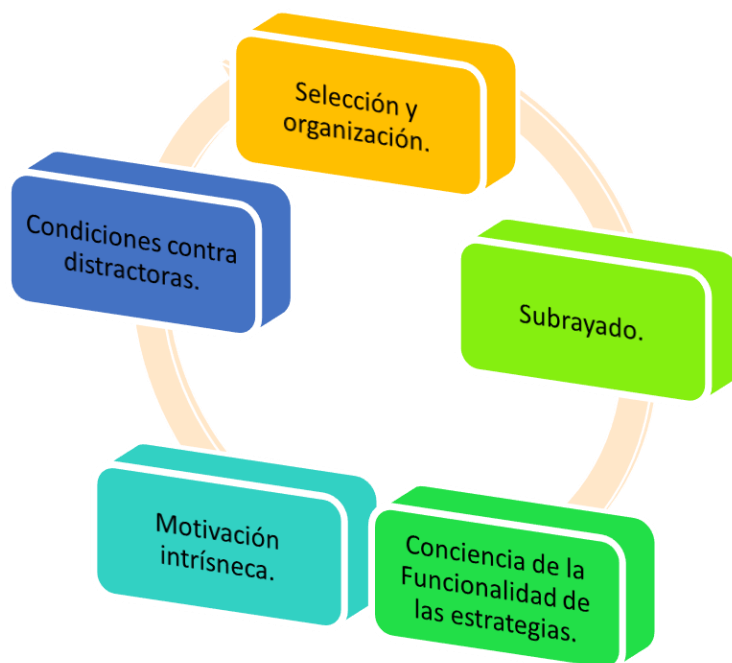 Selección y
organización.
Subrayado.
Conciencia de la
Funcionalidad de
las estrategias.
Motivación
intrísneca.
Condiciones contra
distractoras.